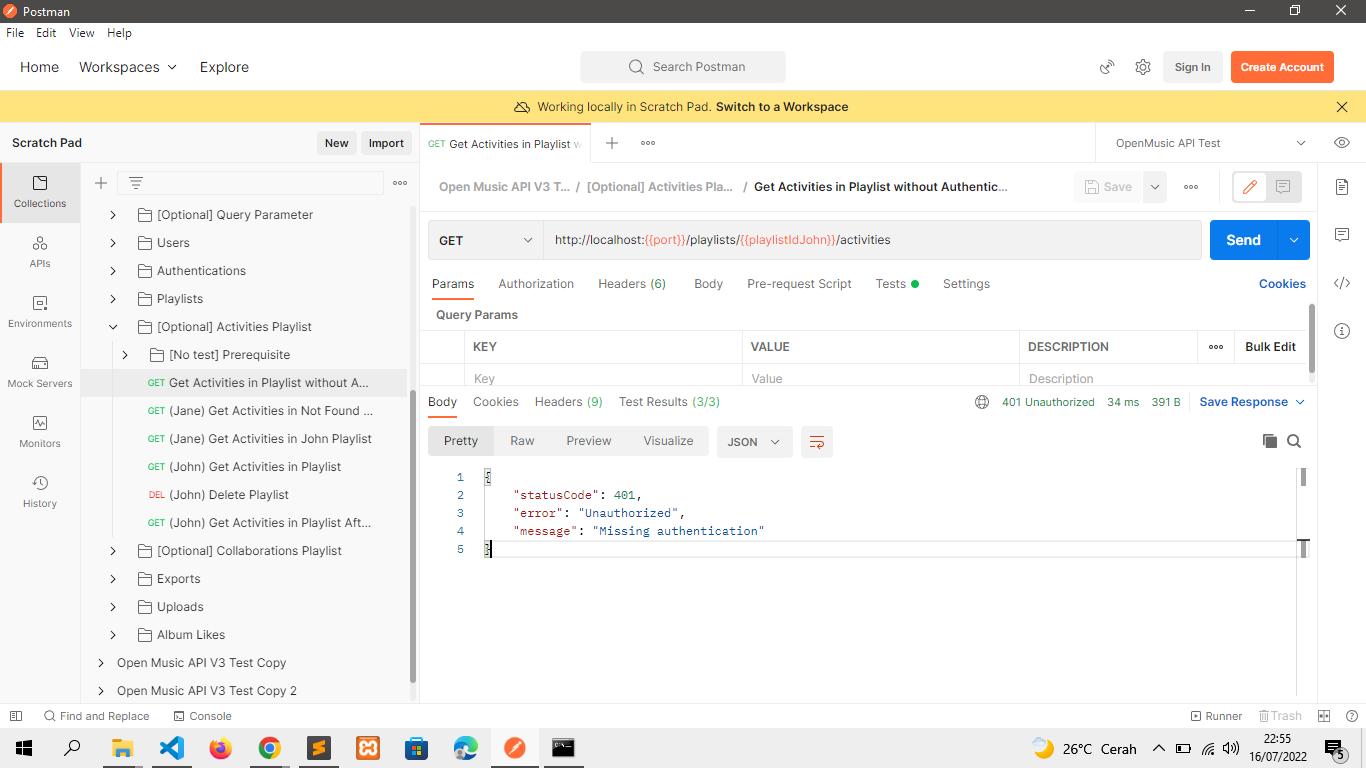 Postman
File Edit View Help
Home Workspaces Explore Search Postman Sign In Create Account
Working locally in Scratch Pad. Switch to a Workspace
Scratch Pad New Import
GET Get Activities in Playlist w
OpenMusic API Test
Collections
APIs
Environments
Mock Servers
Monitors
History
[Optional] Query Parameter
Users
Authentications
Playlists
[Optional] Activities Playlist
[No test] Prerequisite
GET Get Activities in Playlist without A...
GET (Jane) Get Activities in Not Found ...
GET (Jane) Get Activities in John Playlist
GET (John) Get Activities in Playlist
DEL (John) Delete Playlist
GET (John) Get Activities in Playlist Aft...
[Optional] Collaborations Playlist
Exports
Uploads
Album Likes
Open Music API V3 Test Copy
Open Music API V3 Test Copy 2
Open Music API V3 T... / [Optional] Activities Pla... / Get Activities in Playlist without Authentic...
Save
GET http://localhost:{{port}}/playlists/{{playlistIdJohn}}/activities Send
Params Authorization Headers (6) Body Pre-request Script Tests Settings Cookies
Query Params
KEY VALUE DESCRIPTION Bulk Edit
Key Value Description
Body Cookies Headers (9) Test Results (3/3) 401 Unauthorized 34 ms 391 B Save Response
Pretty Raw Preview Visualize JSON
1 {
2 "statusCode": 401,
3 "error": "Unauthorized",
4 "message": "Missing authentication"
5 }
Find and Replace Console Runner Trash
26°C Cerah
22:55
16/07/2022
5